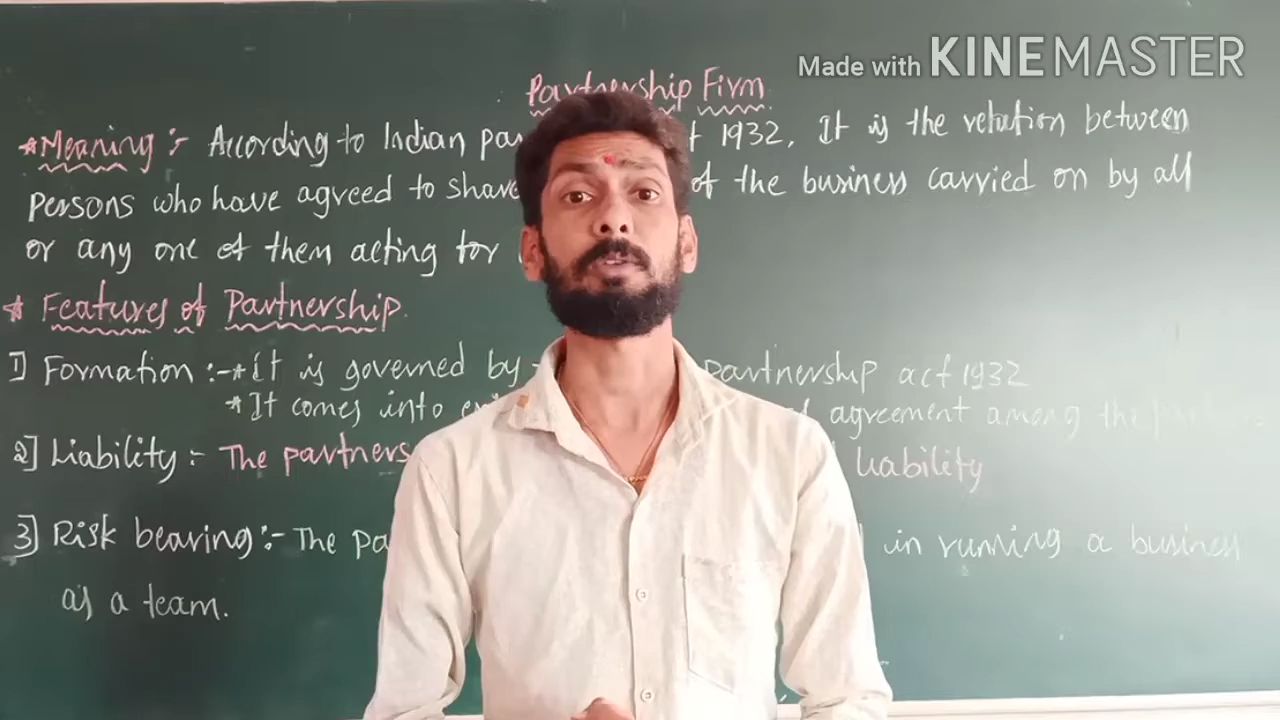 Made with KINEMASTER
Partnership Firm
*Meaning :- According to Indian 1932. It is the relation between
persons who have agreed to share of the business carried on by all
or any one of them acting for
* Features of Partnership.
1] Formation :- * it is governed by partnership act 1932
* It comes into agreement among the
2] Liability :- The partners liability
3] Risk bearing :- The in running a business
as a team.